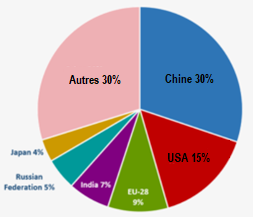 Autres 30%
Chine 30%
Japan 4%
USA 15%
Russian
Federation 5%
India 7%
EU-28
9%